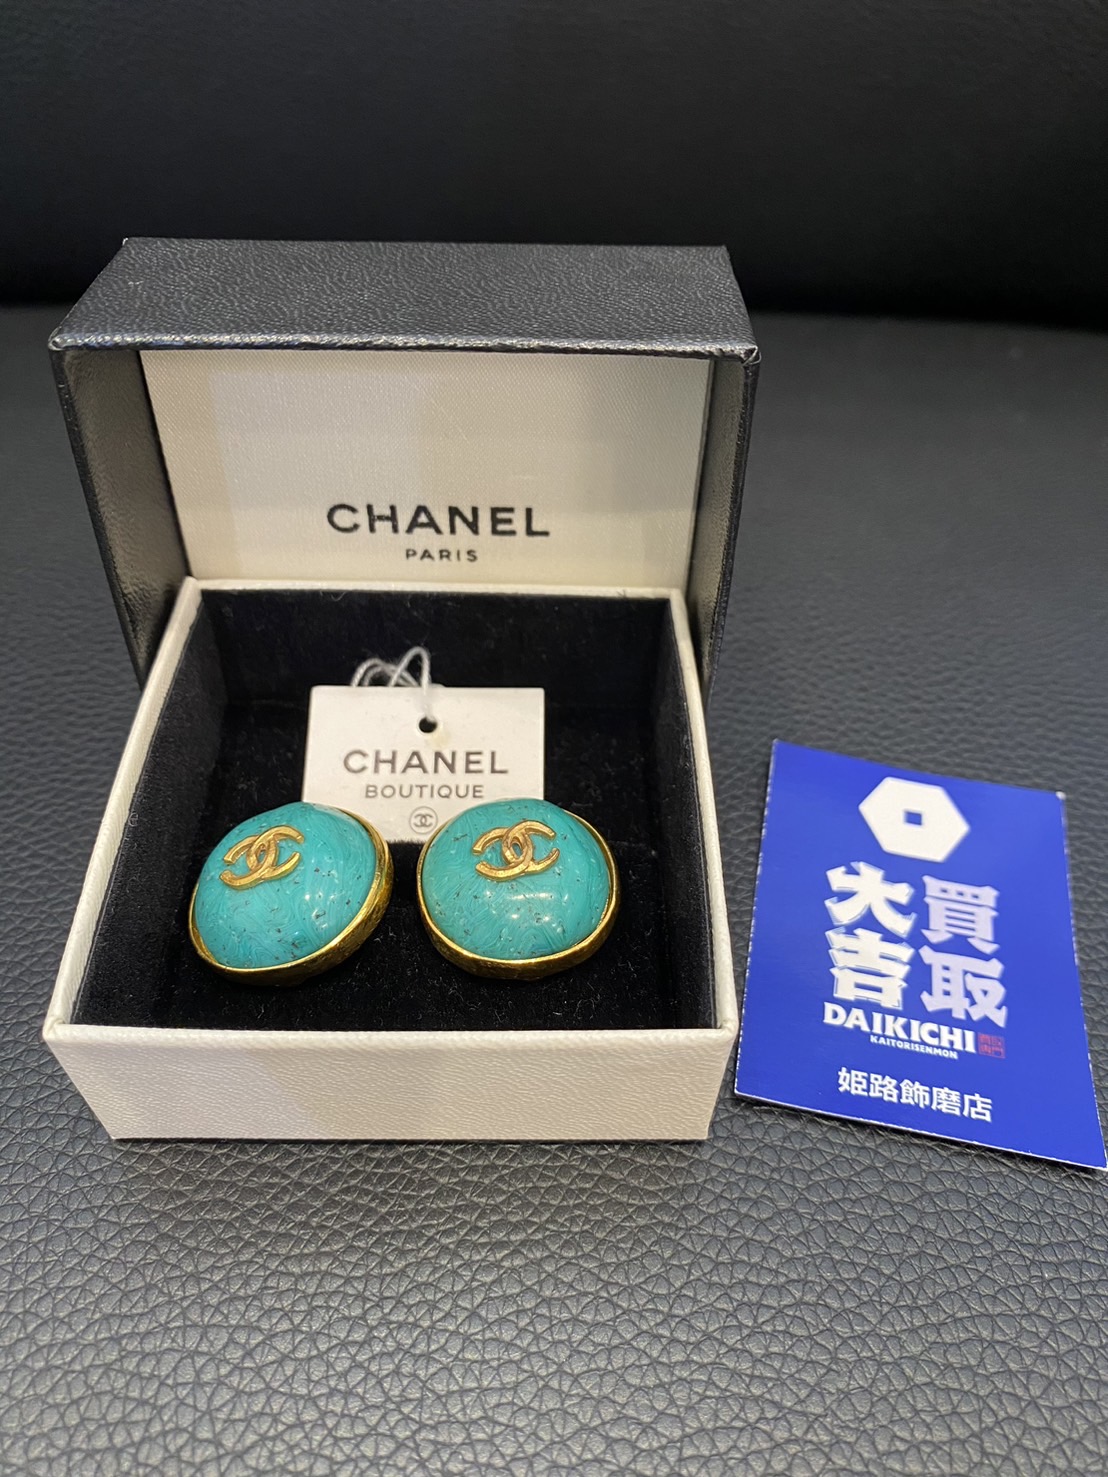 CHANEL
PARIS
CHANEL
BOUTIQUE
買取
大吉
DAIKICHI
KAITORISENMON
姫路飾磨店